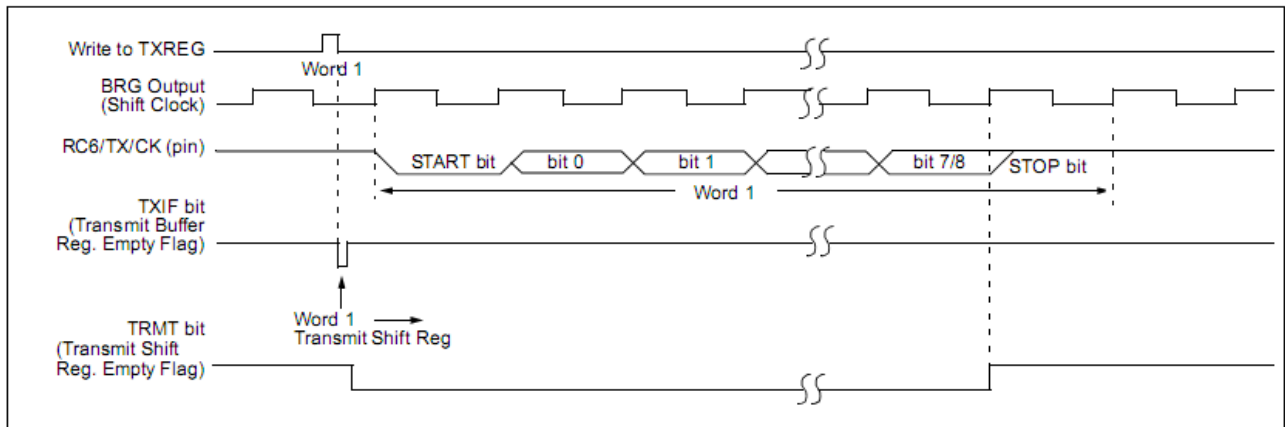 Write to TXREG
Word 1
BRG Output
(Shift Clock)
RC6/TX/CK (pin)
START bit
bit 0
bit 1
bit 7/8
STOP bit
Word 1
TXIF bit
(Transmit Buffer
Reg. Empty Flag)
Word 1
Transmit Shift Reg
TRMT bit
(Transmit Shift
Reg. Empty Flag)